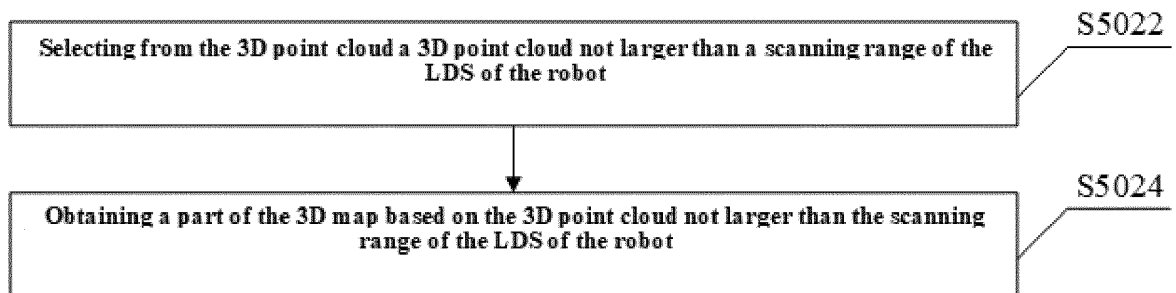 S5022
Selecting from the 3D point cloud a 3D point cloud not larger than a scanning range of the
LDS of the robot
S5024
Obtaining a part of the 3D map based on the 3D point cloud not larger than the scanning
range of the LDS of the robot